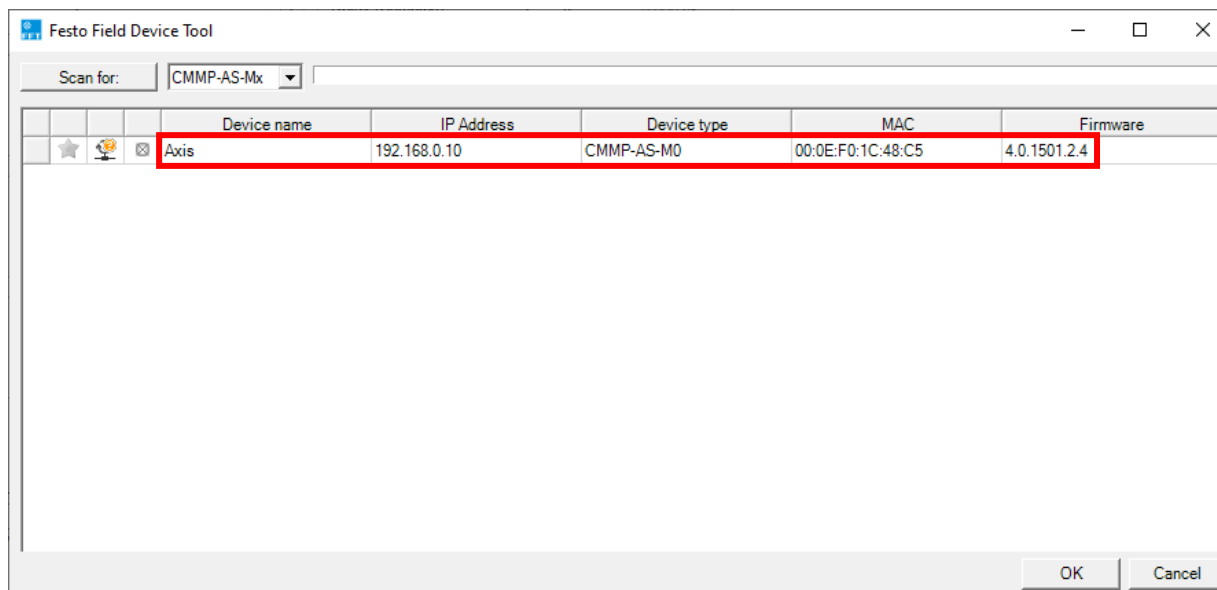 Festo Field Device Tool
Scan for: CMMP-AS-Mx
Device name IP Address Device type MAC Firmware
Axis 192.168.0.10 CMMP-AS-M0 00:0E:F0:1C:48:C5 4.0.1501.2.4
OK Cancel